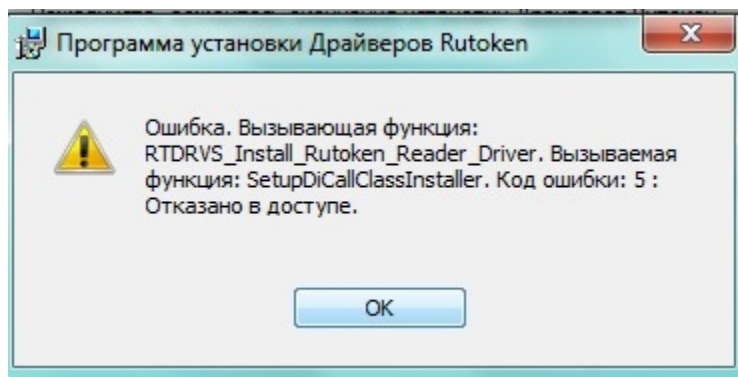 Программа установки Драйверов Rutoken
Ошибка. Вызывающая функция:
RTDRVS_Install_Rutoken_Reader_Driver. Вызываемая
функция: SetupDiCallClassInstaller. Код ошибки: 5 :
Отказано в доступе.
OK